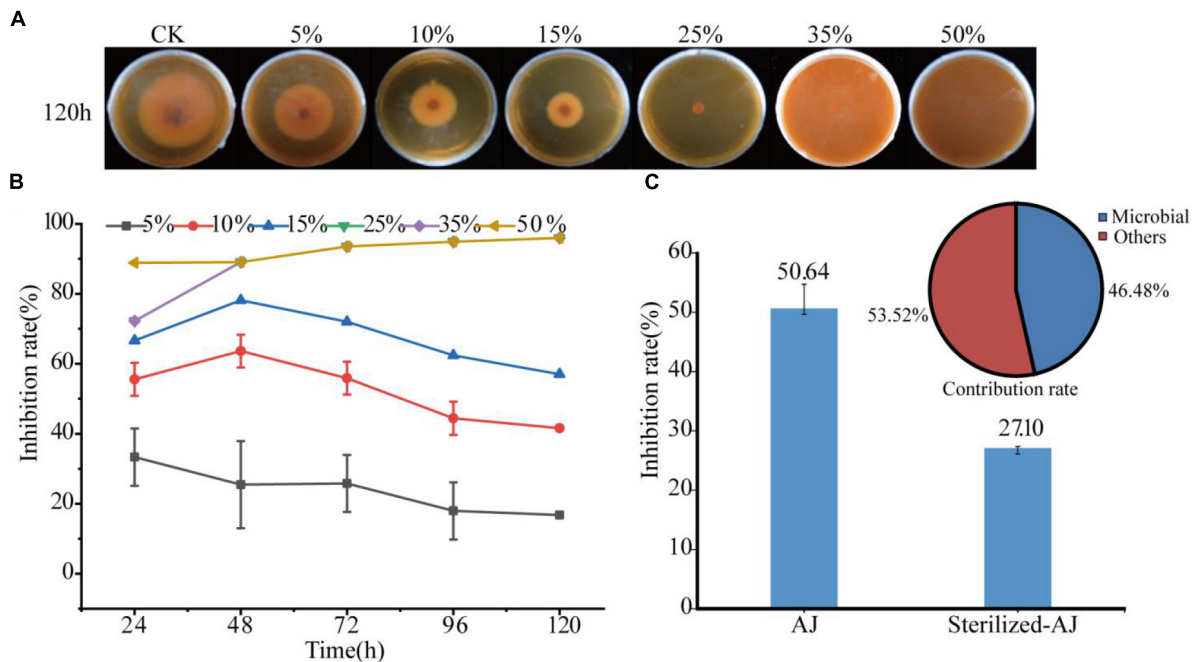 A
CK 5% 10% 15% 25% 35% 50%
120h
B
5% 10% 15% 25% 35% 50%
100
80
60
40
20
0
24 48 72 96 120
Inhibition rate(%)
Time(h)
C
Microbial
Others
46.48%
53.52%
Contribution rate
60
50
40
30
20
10
0
50.64
27.10
Inhibition rate(%)
AJ Sterilized-AJ